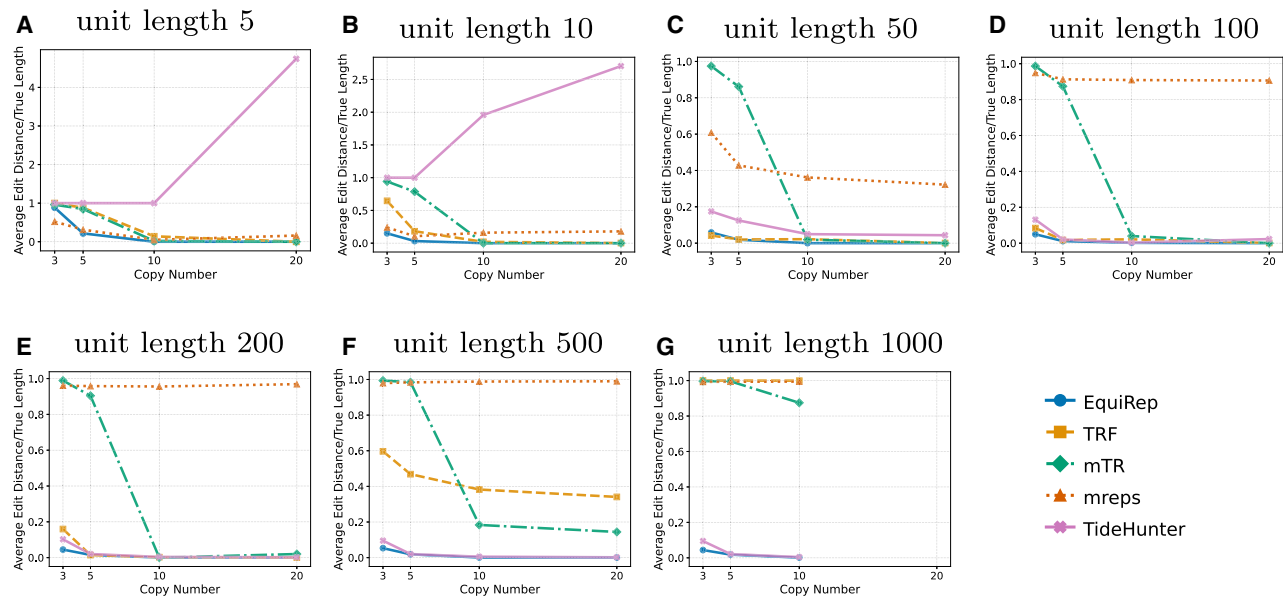 A unit length 5
Average Edit Distance/True Length
4
3
2
1
0
3 5 10 20
Copy Number
B unit length 10
Average Edit Distance/True Length
2.5
2.0
1.5
1.0
0.5
0.0
3 5 10 20
Copy Number
C unit length 50
Average Edit Distance/True Length
1.0
0.8
0.6
0.4
0.2
0.0
3 5 10 20
Copy Number
D unit length 100
Average Edit Distance/True Length
1.0
0.8
0.6
0.4
0.2
0.0
3 5 10 20
Copy Number
E unit length 200
Average Edit Distance/True Length
1.0
0.8
0.6
0.4
0.2
0.0
3 5 10 20
Copy Number
F unit length 500
Average Edit Distance/True Length
1.0
0.8
0.6
0.4
0.2
0.0
3 5 10 20
Copy Number
G unit length 1000
Average Edit Distance/True Length
1.0
0.8
0.6
0.4
0.2
0.0
3 5 10 20
Copy Number
EquiRep
TRF
mTR
mreps
TideHunter